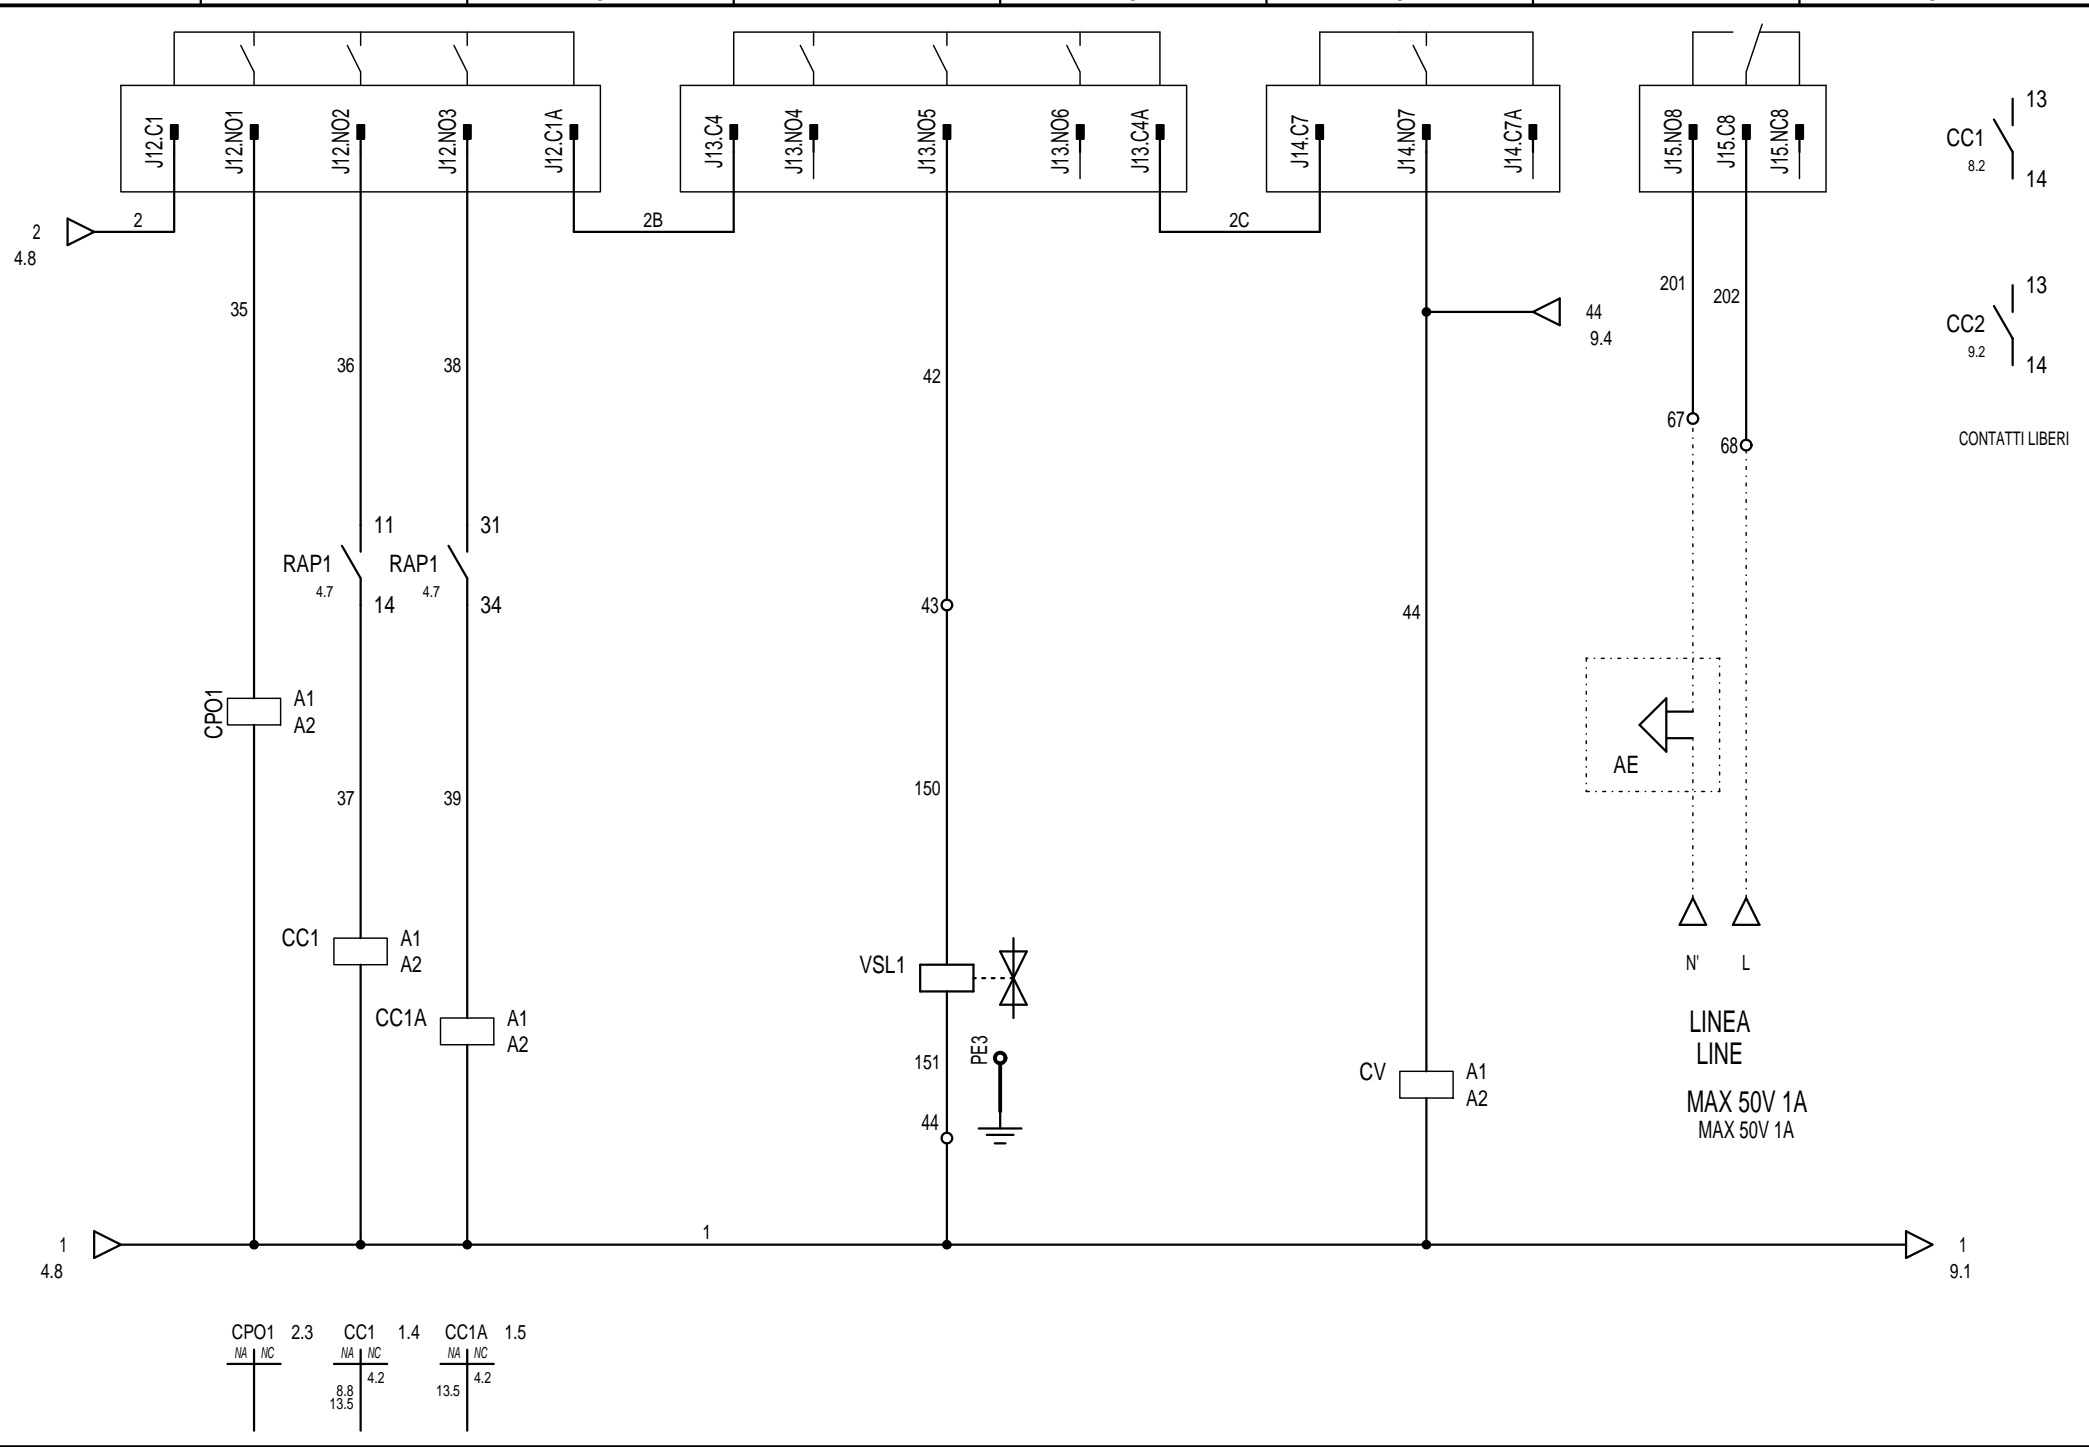 J12.C1
J12.NO1
J12.NO2
J12.NO3
J12.C1A
J13.C4
J13.NO4
J13.NO5
J13.NO6
J13.C4A
J14.C7
J14.NO7
J14.C7A
J15.NO8
J15.C8
J15.NC8
13
CC1
8.2
14
2
4.8
2
2B
2C
35
36
38
42
44
9.4
201
202
13
CC2
9.2
14
67
68
CONTATTI LIBERI
11
RAP1
4.7
14
31
RAP1
4.7
34
43
44
CPO1
A1
A2
AE
37
39
150
CC1
A1
A2
CC1A
A1
A2
VSL1
PE3
151
44
CV
A1
A2
N'
L
LINEA
LINE
MAX 50V 1A
MAX 50V 1A
1
4.8
1
1
9.1
CPO1 2.3
NA NC
CC1 1.4
NA NC
4.2
8.8
13.5
CC1A 1.5
NA NC
4.2
13.5